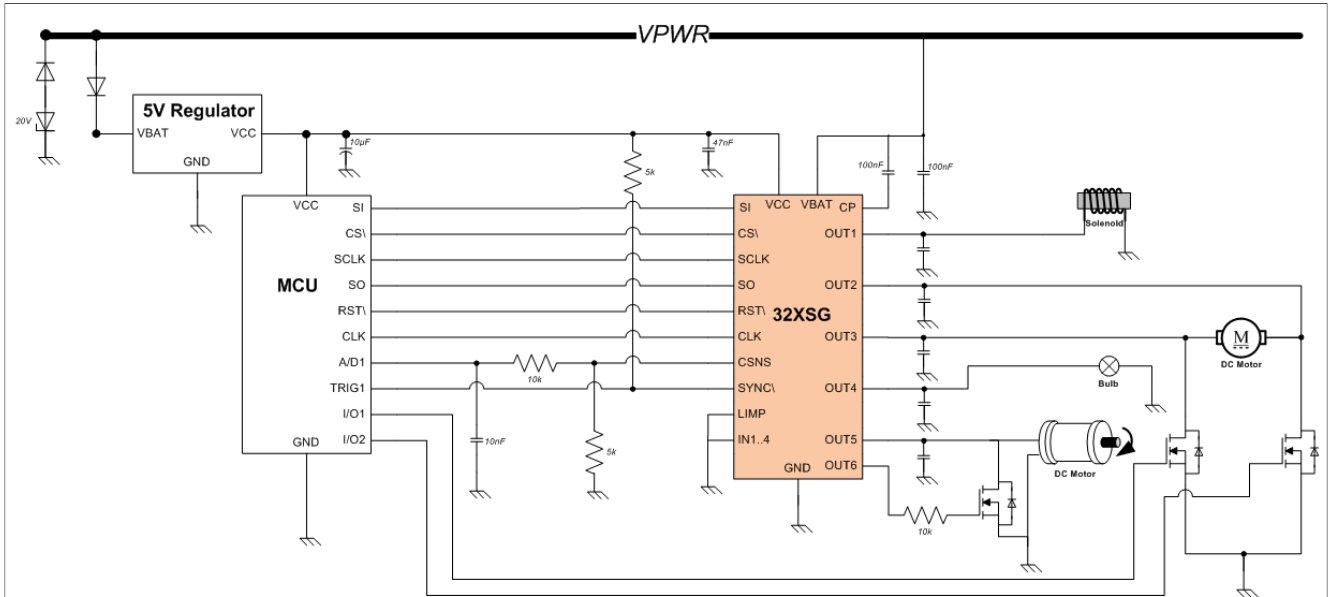 VPWR
20V
5V Regulator
VBAT
VCC
GND
10µF
5k
47nF
100nF
100nF
MCU
VCC
SI
CS\
SCLK
SO
RST\
CLK
A/D1
TRIG1
I/O1
I/O2
GND
10k
10nF
5k
32XSG
VCC
VBAT
CP
SI
CS\
SCLK
SO
RST\
CLK
CSNS
SYNC\
LIMP
IN1..4
GND
OUT1
OUT2
OUT3
OUT4
OUT5
OUT6
Solenoid
M
DC Motor
Bulb
DC Motor
10k